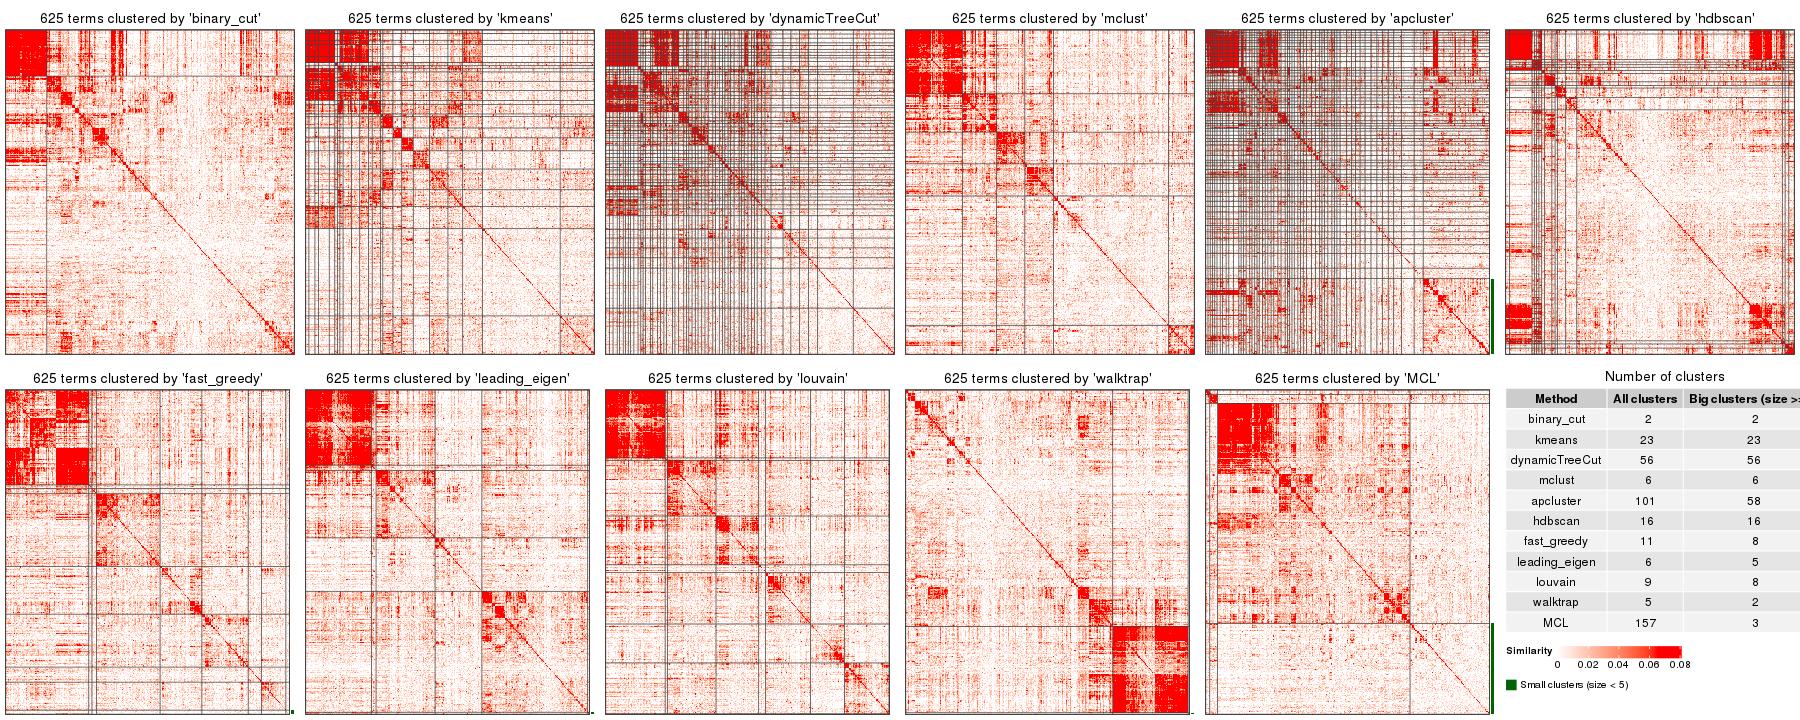 625 terms clustered by 'binary_cut'
625 terms clustered by 'kmeans'
625 terms clustered by 'dynamicTreeCut'
625 terms clustered by 'mclust'
625 terms clustered by 'apcluster'
625 terms clustered by 'hdbscan'
625 terms clustered by 'fast_greedy'
625 terms clustered by 'leading_eigen'
625 terms clustered by 'louvain'
625 terms clustered by 'walktrap'
625 terms clustered by 'MCL'
Number of clusters
Method All clusters Big clusters (size >=
binary_cut 2 2
kmeans 23 23
dynamicTreeCut 56 56
mclust 6 6
apcluster 101 58
hdbscan 16 16
fast_greedy 11 8
leading_eigen 6 5
louvain 9 8
walktrap 5 2
MCL 157 3
Similarity
0 0.02 0.04 0.06 0.08
Small clusters (size < 5)